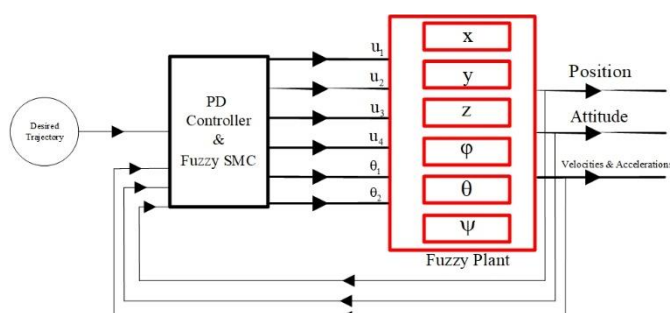 Desired
Trajectory
PD
Controller
&
Fuzzy SMC
u1
u2
u3
u4
θ1
θ2
x
y
z
φ
θ
ψ
Fuzzy Plant
Position
Attitude
Velocities & Accelerations